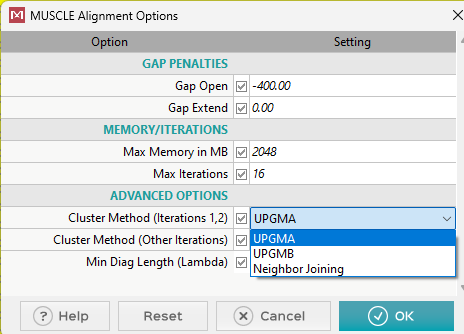 MUSCLE Alignment Options
Option Setting
GAP PENALTIES
Gap Open -400.00
Gap Extend 0.00
MEMORY/ITERATIONS
Max Memory in MB 2048
Max Iterations 16
ADVANCED OPTIONS
Cluster Method (Iterations 1,2) UPGMA
Cluster Method (Other Iterations) UPGMA
UPGMB
Min Diag Length (Lambda) Neighbor Joining
Help Reset Cancel OK